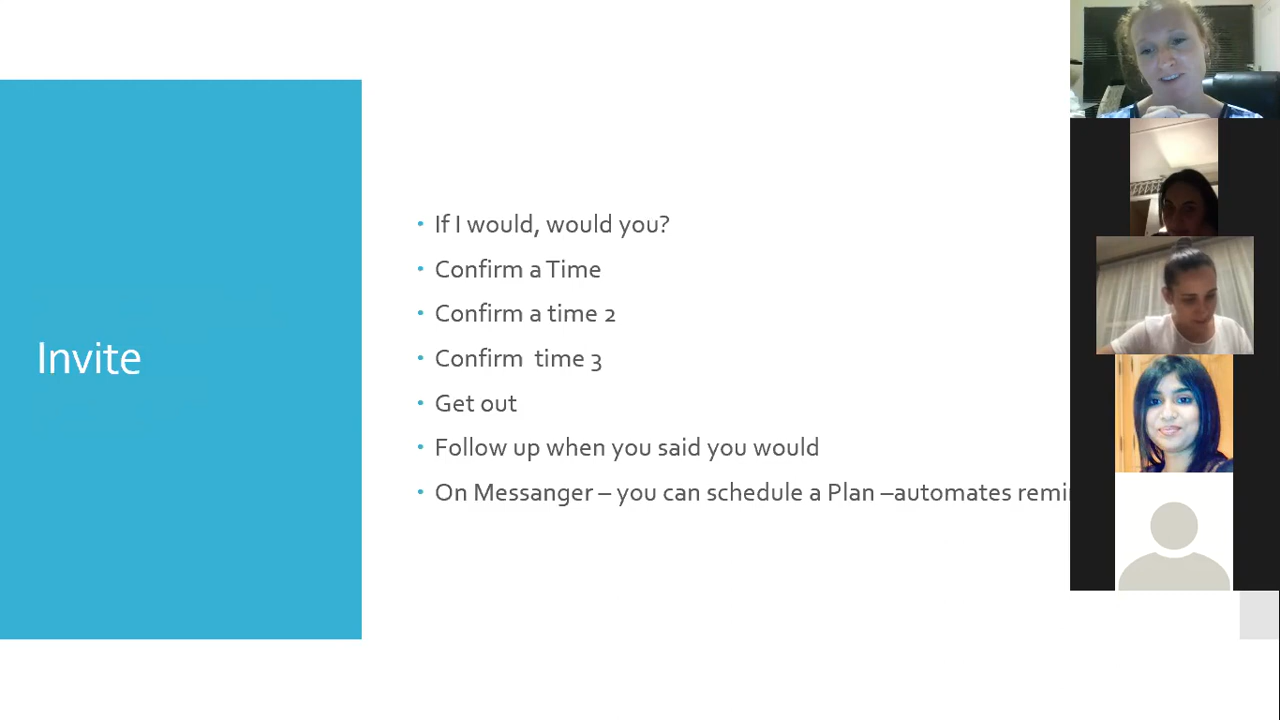 Invite
If I would, would you?
Confirm a Time
Confirm a time 2
Confirm time 3
Get out
Follow up when you said you would
On Messanger – you can schedule a Plan –automates